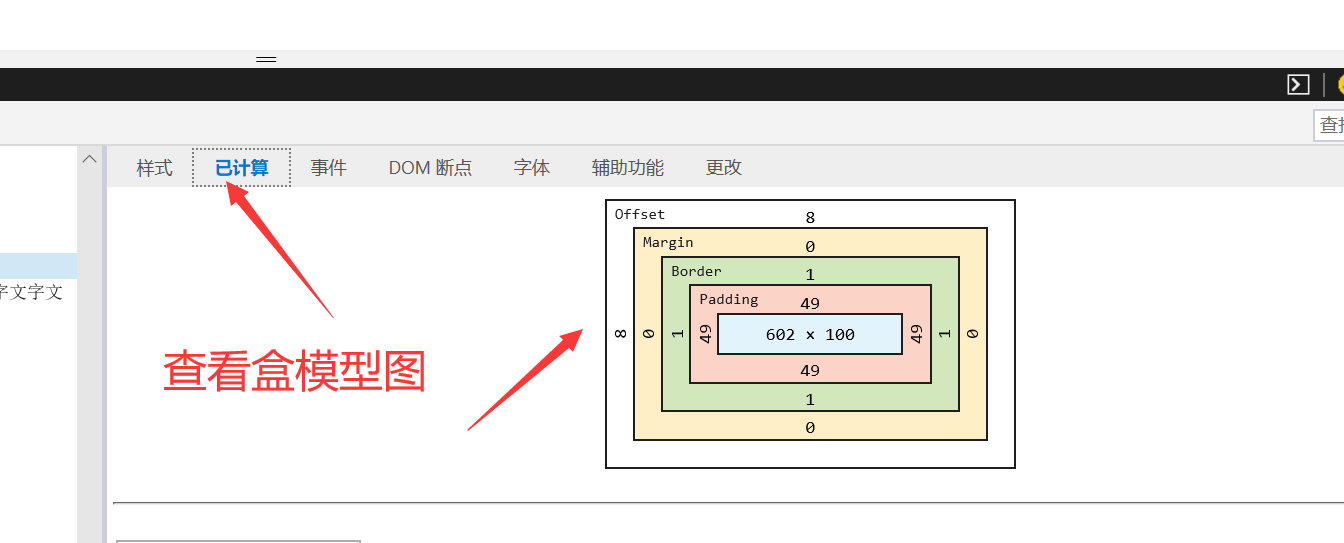 查找
样式 已计算 事件 DOM 断点 字体 辅助功能 更改
Offset 8
Margin 0
Border 1
Padding 49
字文字文
8 0 1 49 602 × 100 49 1 0
查看盒模型图
49
1
0